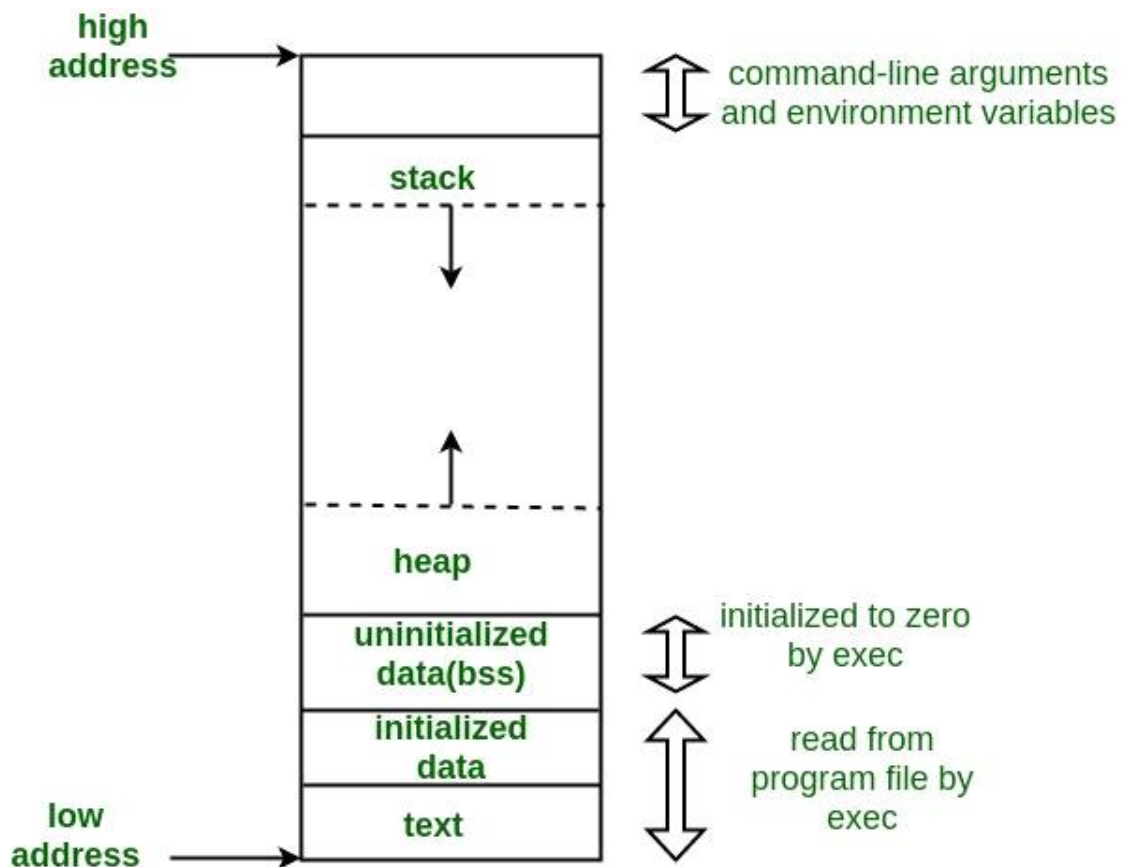 high
address
command-line arguments
and environment variables
stack
heap
uninitialized
data(bss)
initialized to zero
by exec
initialized
data
read from
program file by
exec
text
low
address